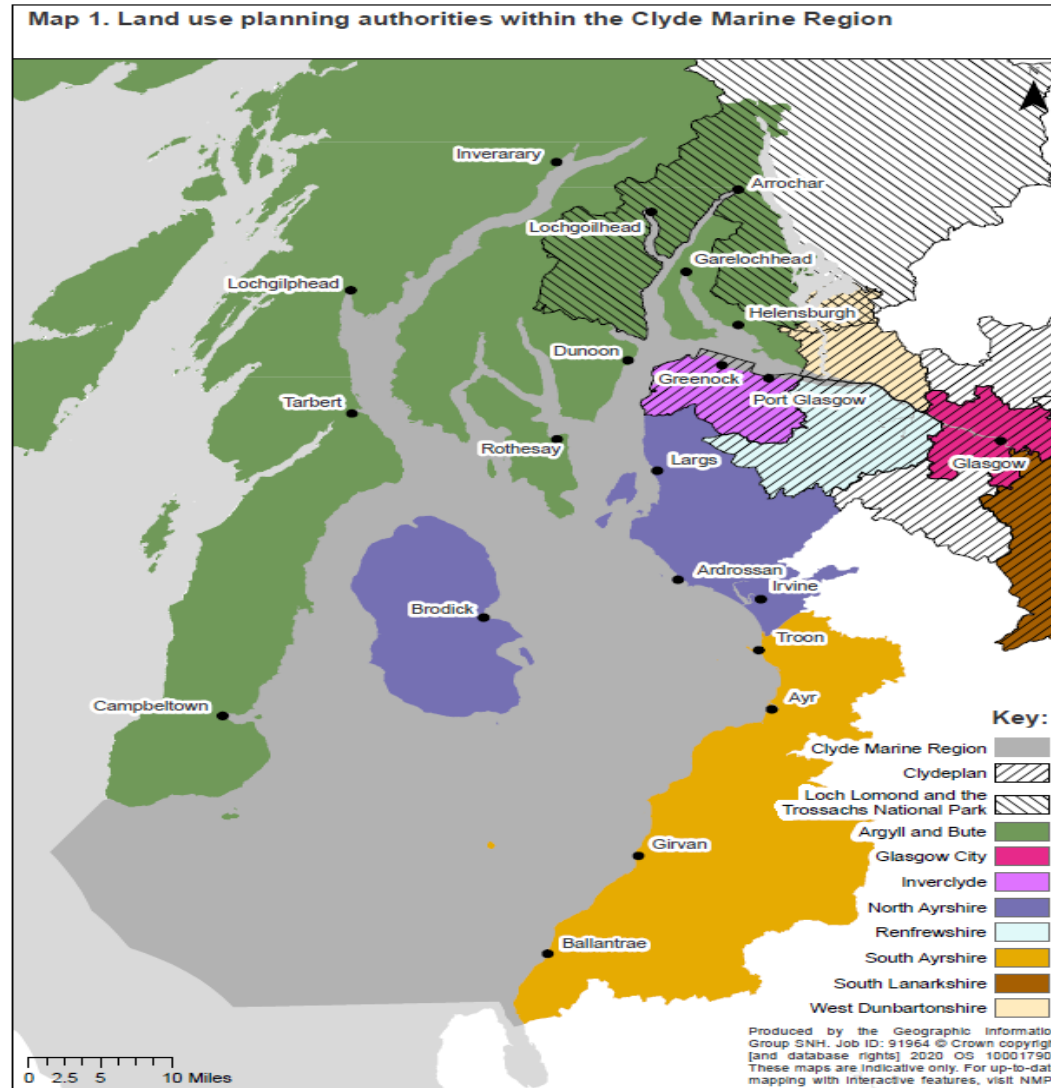 Map 1. Land use planning authorities within the Clyde Marine Region
Inverarary
Arrochar
Lochgoilhead
Garelochhead
Lochgilphead
Helensburgh
Dunoon
Greenock
Port Glasgow
Tarbert
Rothesay
Largs
Glasgow
Ardrossan
Irvine
Brodick
Troon
Campbeltown
Ayr
Girvan
Ballantrae
Key:
Clyde Marine Region
Clydeplan
Loch Lomond and the
Trossachs National Park
Argyll and Bute
Glasgow City
Inverclyde
North Ayrshire
Renfrewshire
South Ayrshire
South Lanarkshire
West Dunbartonshire
Produced by the Geographic Informatio
Group SNH. Job ID: 91964 © Crown copyrigh
[and database rights] 2020 OS 10001790
These maps are indicative only. For up-to-dat
mapping with interactive features, visit NMP
0 2.5 5 10 Miles